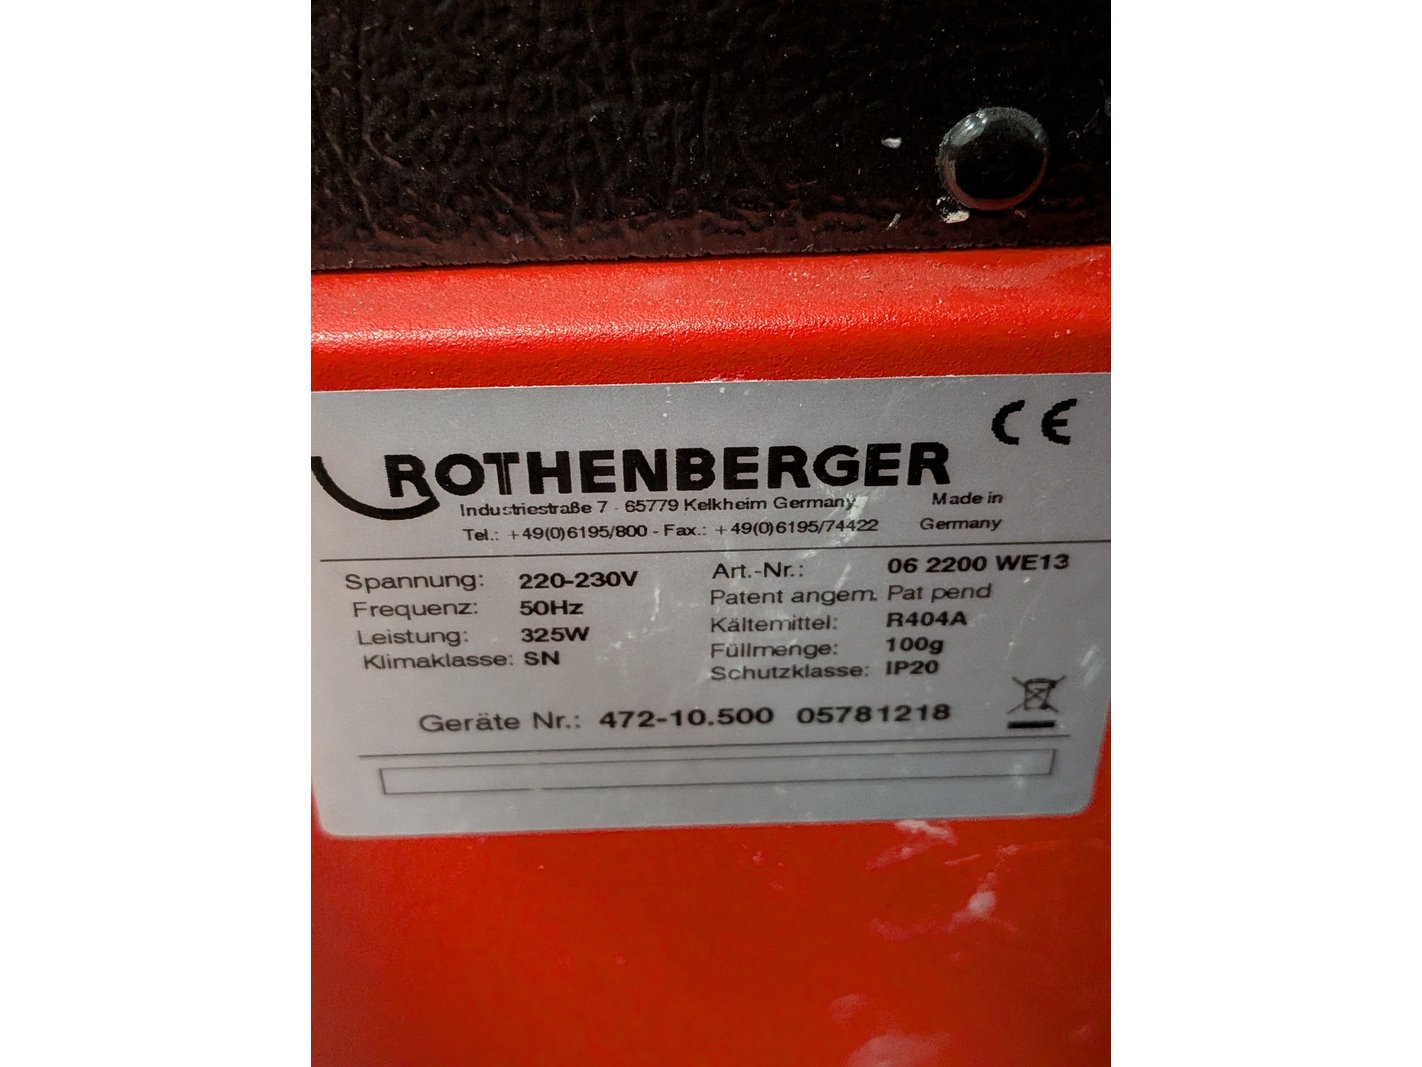 CE
ROTHENBERGER
Industriestraße 7 - 65779 Kelkheim Germany
Made in
Germany
Tel.: +49(0)6195/800 - Fax.: +49(0)6195/74422
Spannung: 220-230V
Frequenz: 50Hz
Leistung: 325W
Klimaklasse: SN
Art.-Nr.: 06 2200 WE13
Patent angem. Pat pend
Kältemittel: R404A
Füllmenge: 100g
Schutzklasse: IP20
Geräte Nr.: 472-10.500 05781218